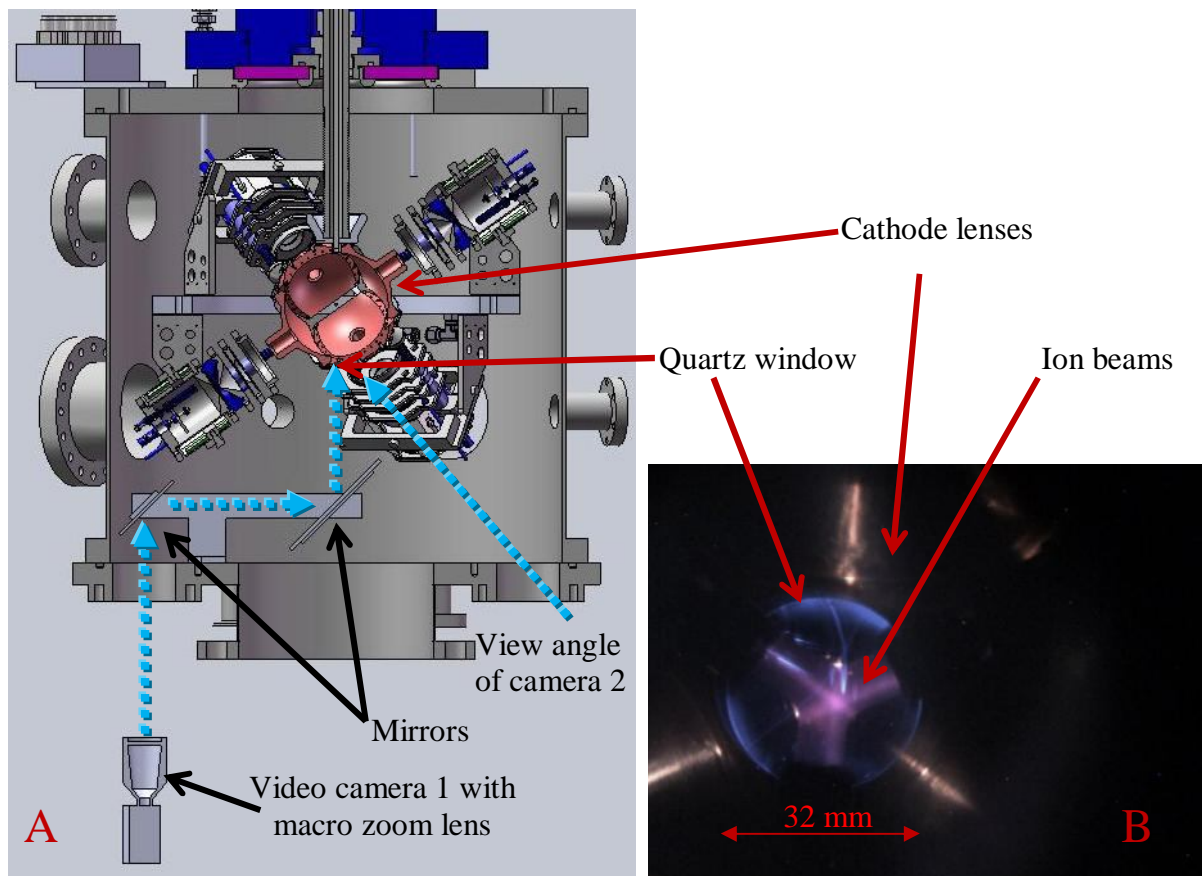 Cathode lenses
Quartz window
Ion beams
View angle
of camera 2
Mirrors
Video camera 1 with
macro zoom lens
A
32 mm
B